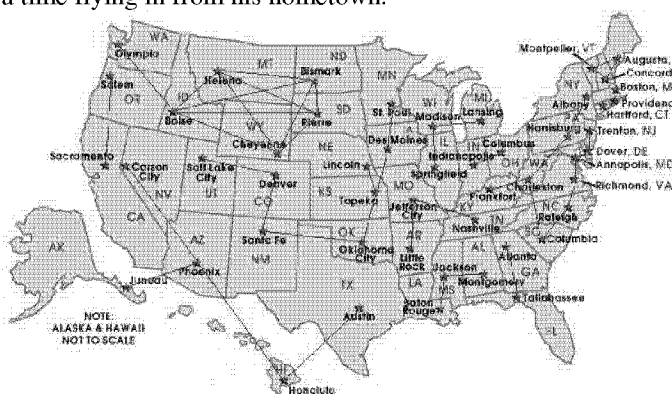 a time flying in from his hometown.
WA
Olympia
MT
ND
Helena
Bismark
MN
Montpelier, VT
Augusta,
Concord
Salem
OR
ID
Boise
SD
Pierre
St. Paul
WI
Madison
MI
Lansing
NY
Albany
Boston, M
Providenc
Hartford, CT
WY
Cheyenne
Des Moines
IL
IN
Columbus
Harrisburg
PA
Trenton, NJ
Sacramento
Carson
City
Salt Lake
City
NE
Lincoln
Indianapolis
Springfield
OH
WA
Dover, DE
Annapolis, MD
NV
UT
Denver
CO
KS
Topeka
MO
Jefferson
City
KY
Frankfort
Charleston
Richmond, VA
CA
AZ
Santa Fe
NM
OK
Oklahoma
City
AR
Little
Rock
TN
Nashville
NC
Raleigh
SC
Columbia
AK
Juneau
Phoenix
TX
Austin
LA
Baton
Rouge
MS
Jackson
AL
Montgomery
Atlanta
GA
Tallahassee
FL
NOTE:
ALASKA & HAWAII
NOT TO SCALE
HI
Honolulu